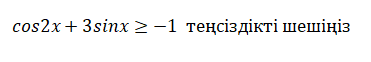 cos2x + 3sinx ≥ −1 теңсіздікті шешіңіз